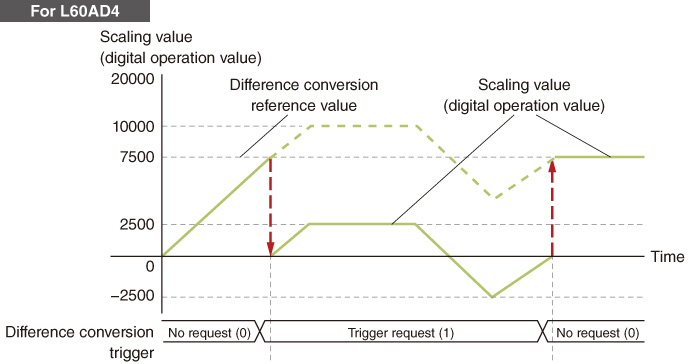 For L60AD4
Scaling value
(digital operation value)
20000
10000
7500
2500
0
−2500
Difference conversion
reference value
Scaling value
(digital operation value)
Time
Difference conversion
trigger
No request (0)
Trigger request (1)
No request (0)